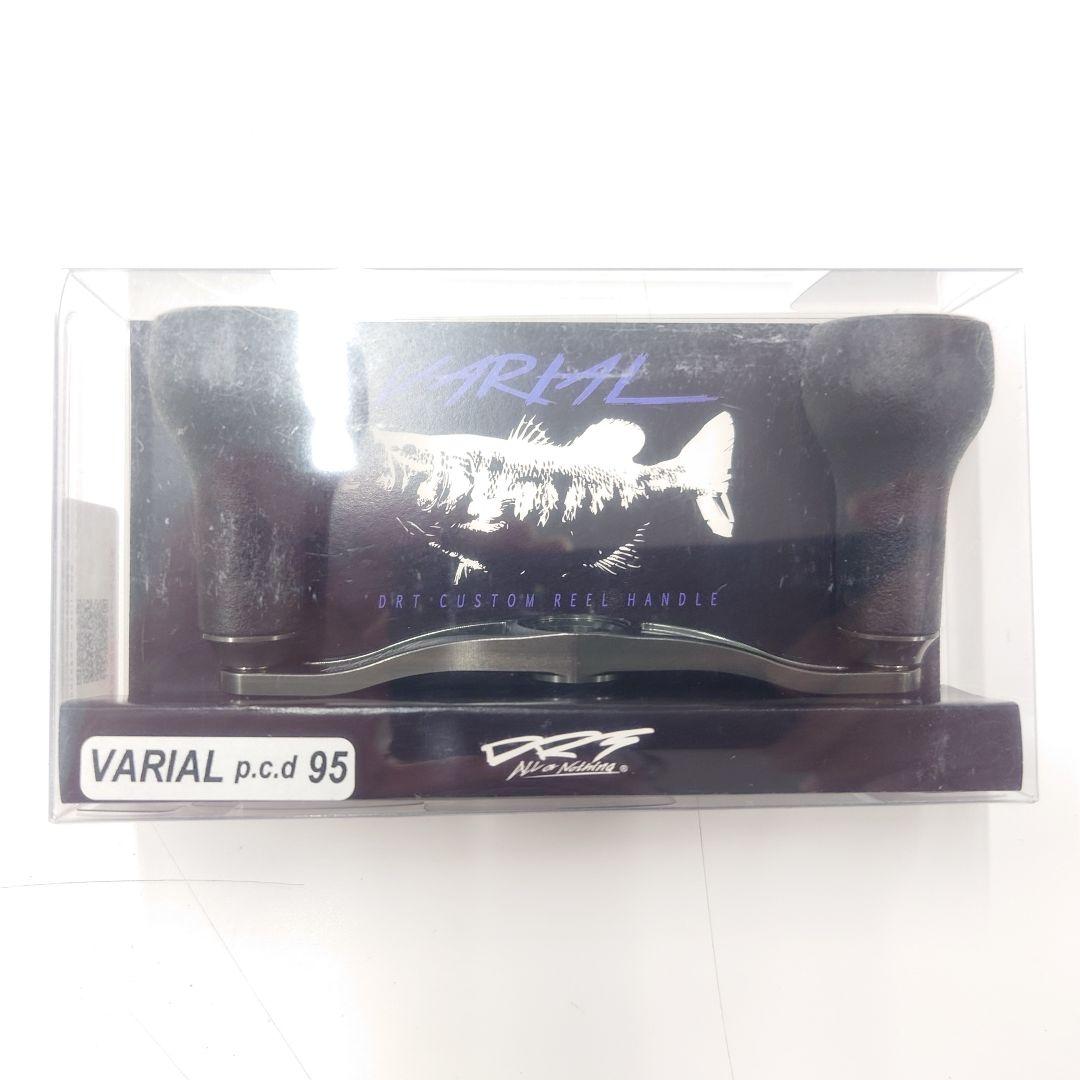 VARIAL
DRT CUSTOM REEL HANDLE
DRT
All or Nothing ®
VARIAL p.c.d 95